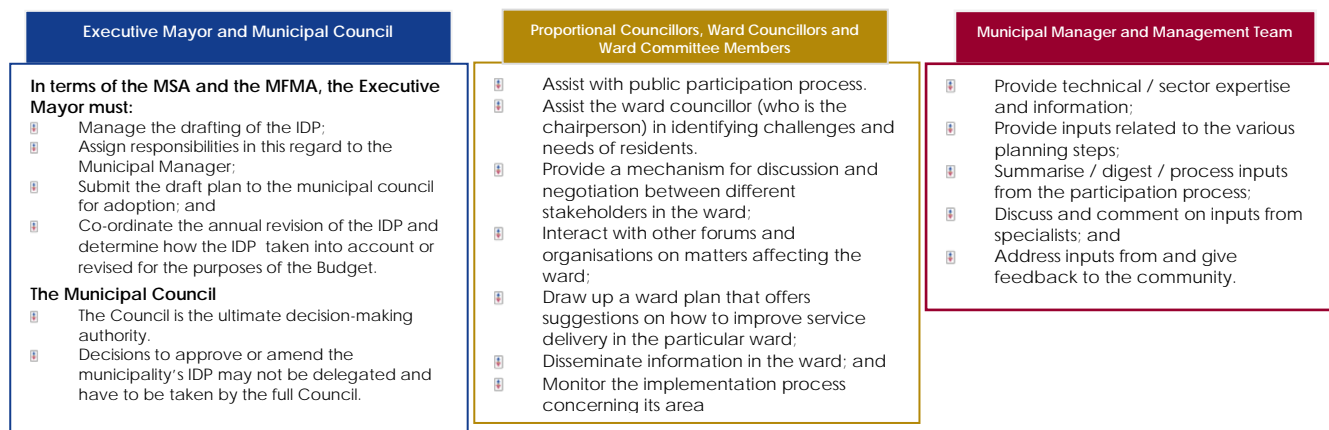 Executive Mayor and Municipal Council
In terms of the MSA and the MFMA, the Executive
Mayor must:
Manage the drafting of the IDP;
Assign responsibilities in this regard to the
Municipal Manager;
Submit the draft plan to the municipal council
for adoption; and
Co-ordinate the annual revision of the IDP and
determine how the IDP taken into account or
revised for the purposes of the Budget.
The Municipal Council
The Council is the ultimate decision-making
authority.
Decisions to approve or amend the
municipality's IDP may not be delegated and
have to be taken by the full Council.
Proportional Councillors, Ward Councillors and
Ward Committee Members
Assist with public participation process.
Assist the ward councillor (who is the
chairperson) in identifying challenges and
needs of residents.
Provide a mechanism for discussion and
negotiation between different
stakeholders in the ward;
Interact with other forums and
organisations on matters affecting the
ward;
Draw up a ward plan that offers
suggestions on how to improve service
delivery in the particular ward;
Disseminate information in the ward; and
Monitor the implementation process
concerning its area
Municipal Manager and Management Team
Provide technical / sector expertise
and information;
Provide inputs related to the various
planning steps;
Summarise / digest / process inputs
from the participation process;
Discuss and comment on inputs from
specialists; and
Address inputs from and give
feedback to the community.